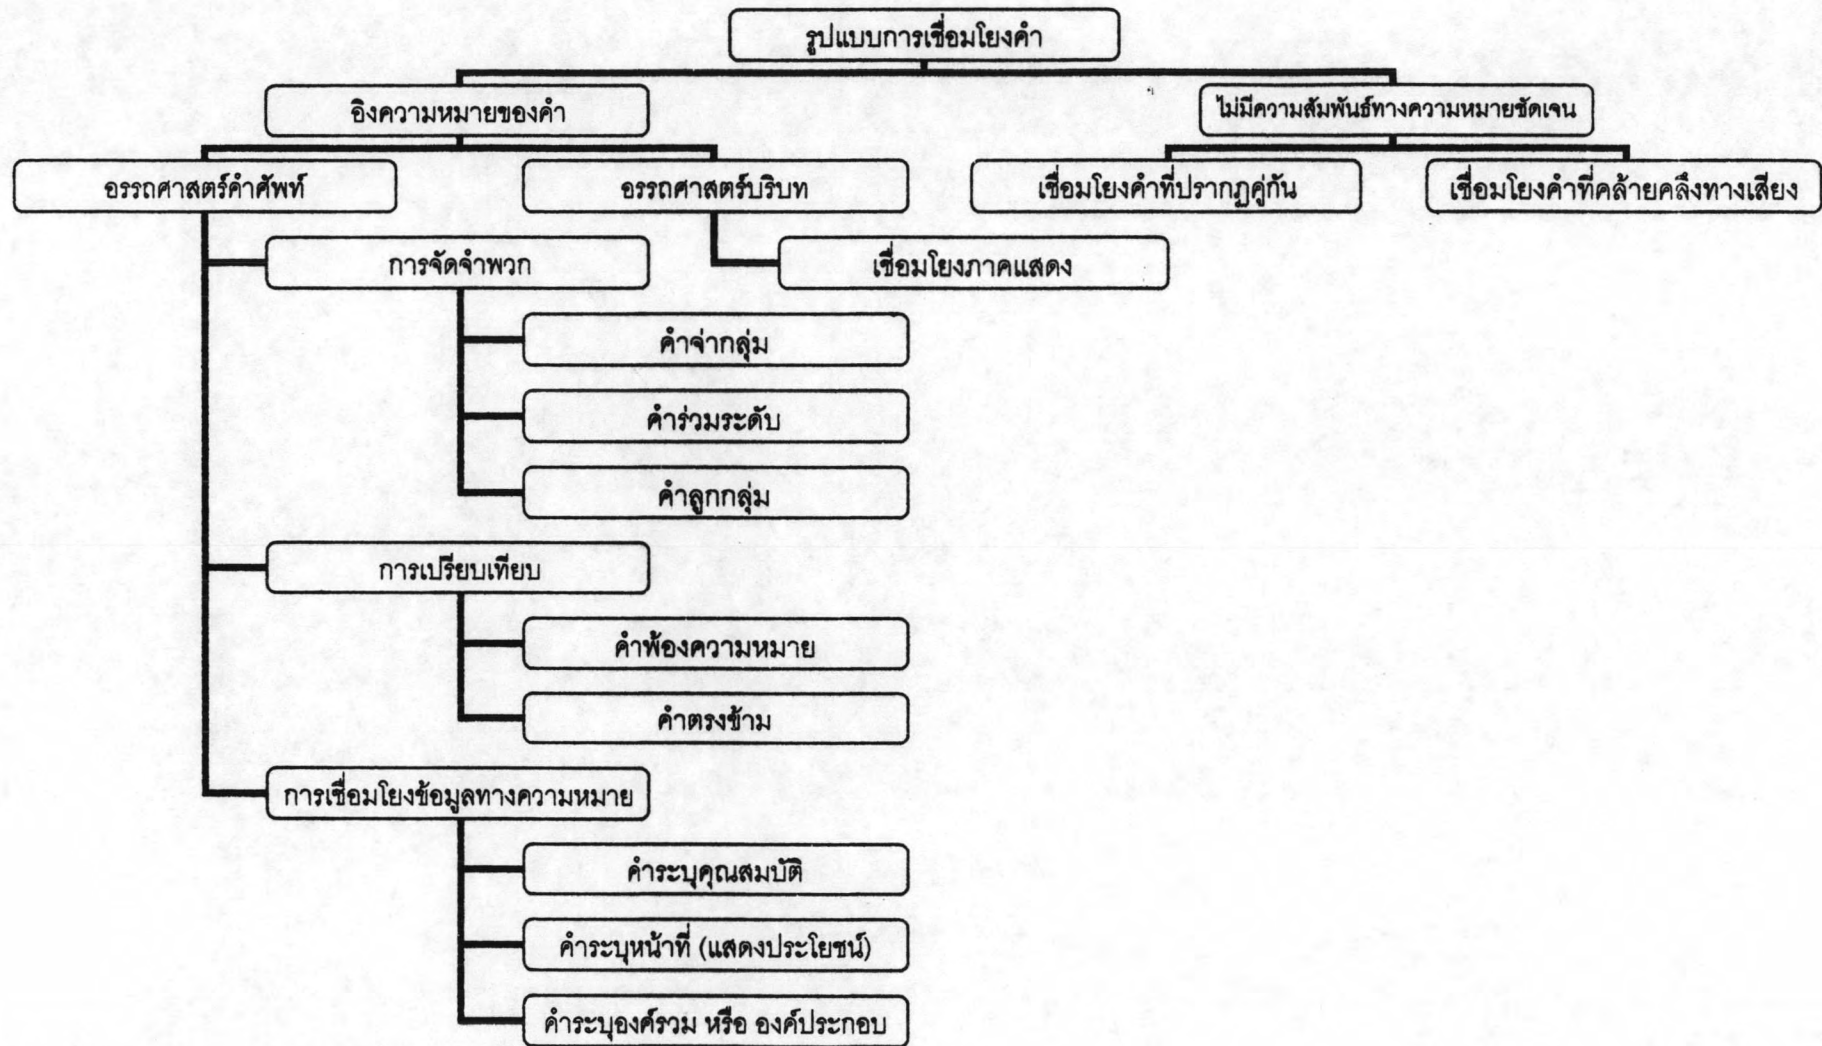 รูปแบบการเชื่อมโยงคำ
อิงความหมายของคำ
ไม่มีความสัมพันธ์ทางความหมายชัดเจน
อรรถศาสตร์คำศัพท์
อรรถศาสตร์บริบท
เชื่อมโยงคำที่ปรากฏคู่กัน
เชื่อมโยงคำที่คล้ายคลึงทางเสียง
การจัดจำพวก
เชื่อมโยงภาคแสดง
คำจ่ากลุ่ม
คำร่วมระดับ
คำลูกกลุ่ม
การเปรียบเทียบ
คำพ้องความหมาย
คำตรงข้าม
การเชื่อมโยงข้อมูลทางความหมาย
คำระบุคุณสมบัติ
คำระบุหน้าที่ (แสดงประโยชน์)
คำระบุองค์รวม หรือ องค์ประกอบ